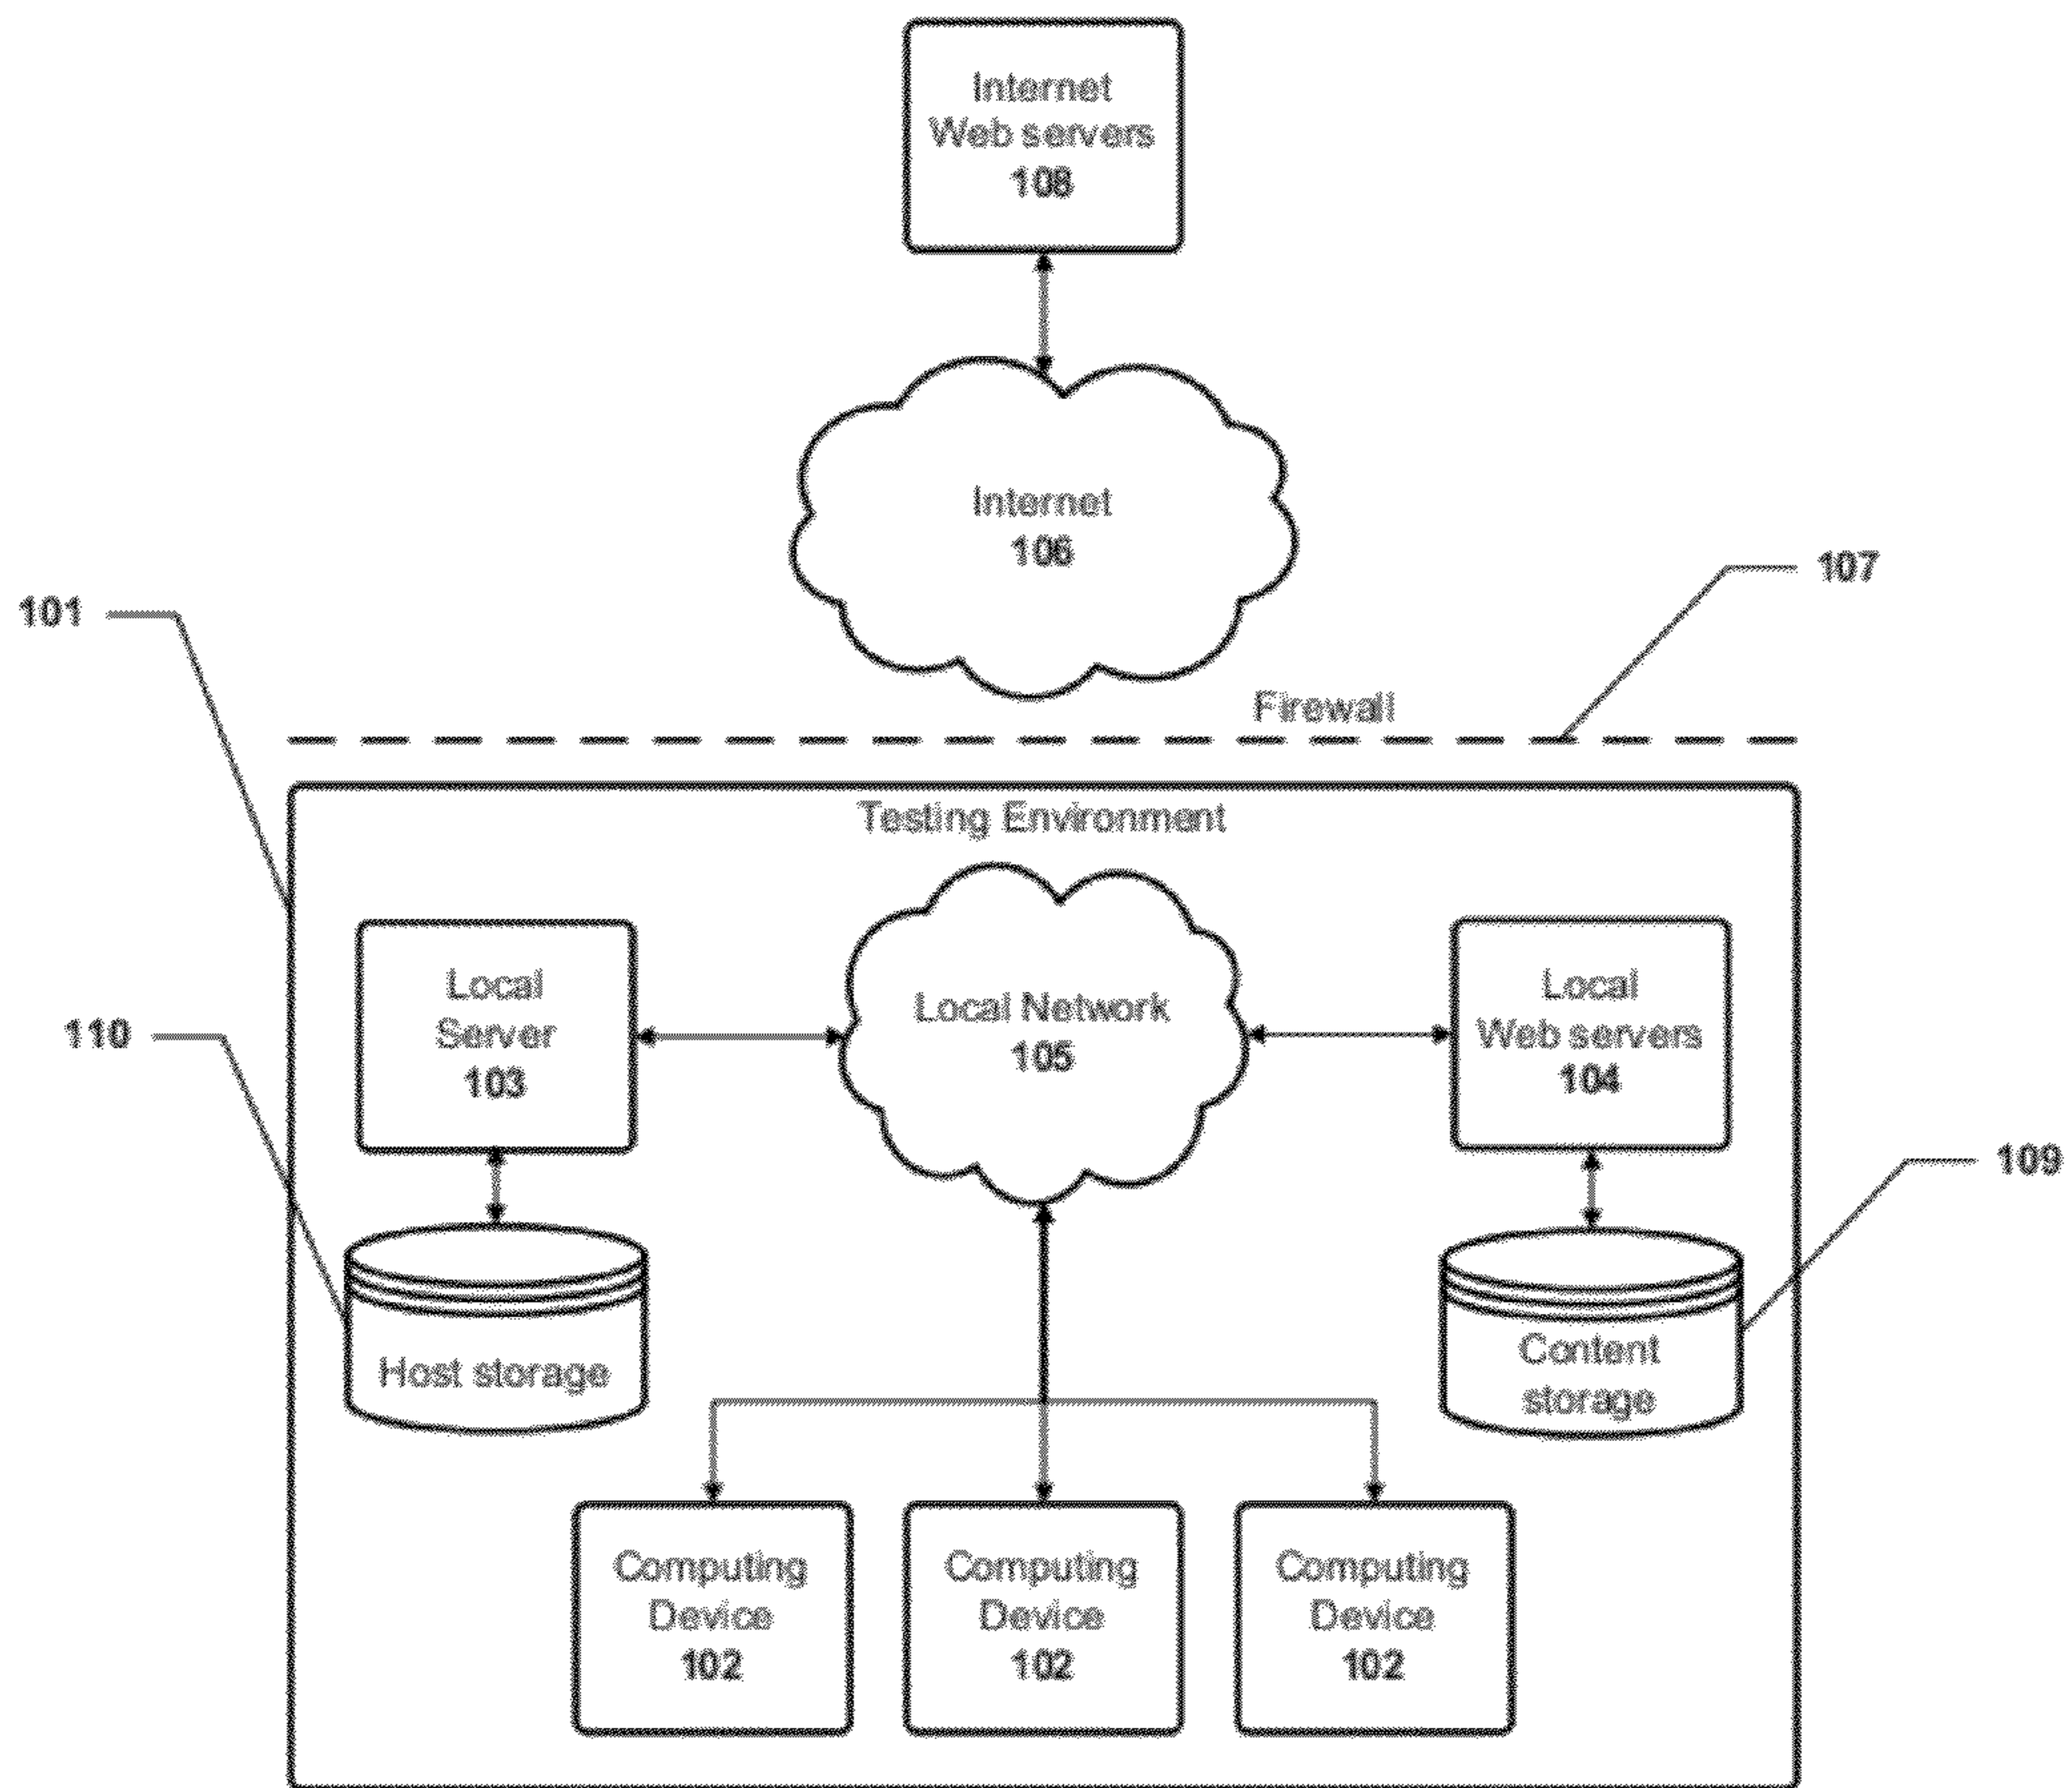 Internet
Web servers
108
Internet
106
107
101
Firewall
Testing Environment
Local
Server
103
Local Network
105
Local
Web servers
104
110
109
Host storage
Content
storage
Computing
Device
102
Computing
Device
102
Computing
Device
102